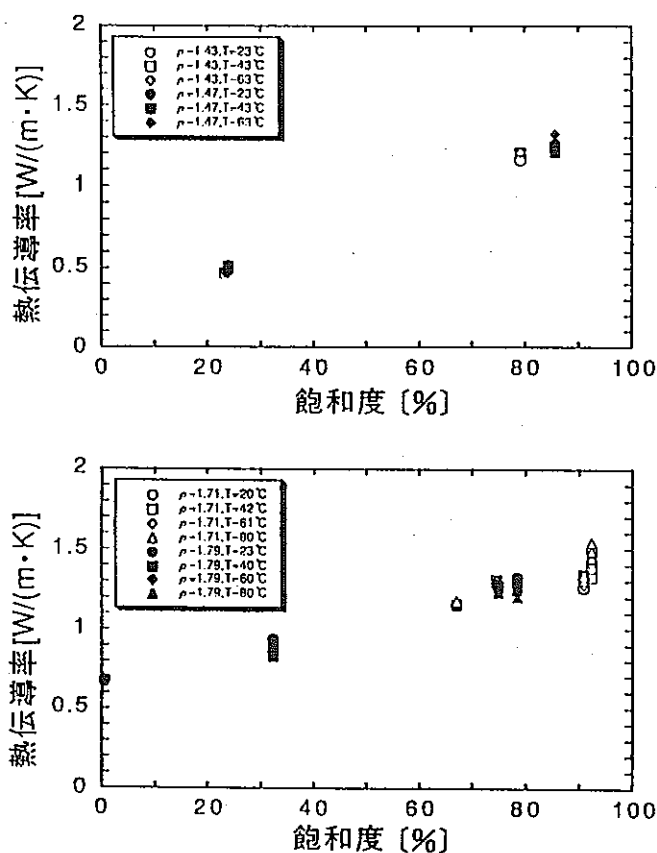 2
1.5
1
0.5
0
熱伝導率[W/(m・K)]
ρ=1.43,T=23℃
ρ=1.43,T=43℃
ρ=1.43,T=63℃
ρ=1.47,T=23℃
ρ=1.47,T=43℃
ρ=1.47,T=63℃
0 20 40 60 80 100
飽和度〔%〕
2
1.5
1
0.5
0
熱伝導率[W/(m・K)]
ρ=1.71,T=20℃
ρ=1.71,T=42℃
ρ=1.71,T=61℃
ρ=1.71,T=80℃
ρ=1.79,T=23℃
ρ=1.79,T=40℃
ρ=1.79,T=60℃
ρ=1.79,T=80℃
0 20 40 60 80 100
飽和度〔%〕